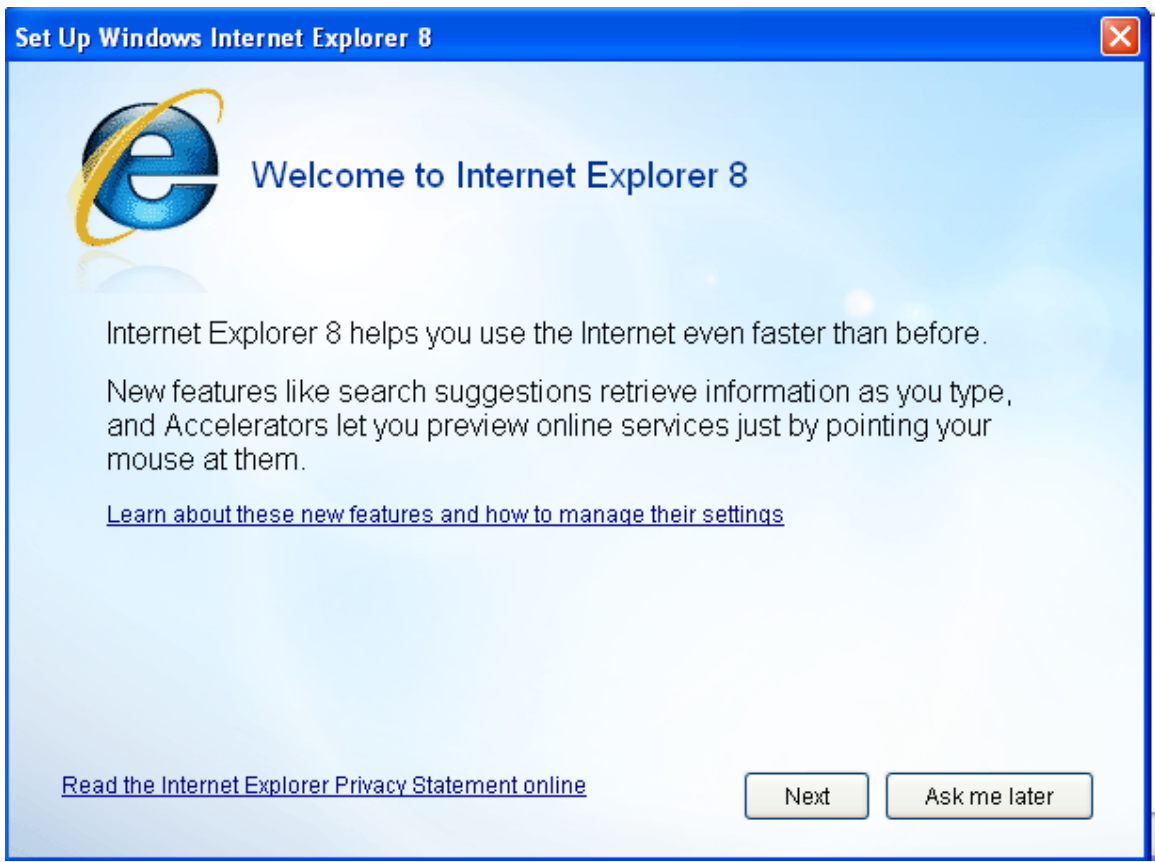 Set Up Windows Internet Explorer 8
Welcome to Internet Explorer 8
Internet Explorer 8 helps you use the Internet even faster than before.
New features like search suggestions retrieve information as you type,
and Accelerators let you preview online services just by pointing your
mouse at them.
Learn about these new features and how to manage their settings
Read the Internet Explorer Privacy Statement online
Next
Ask me later